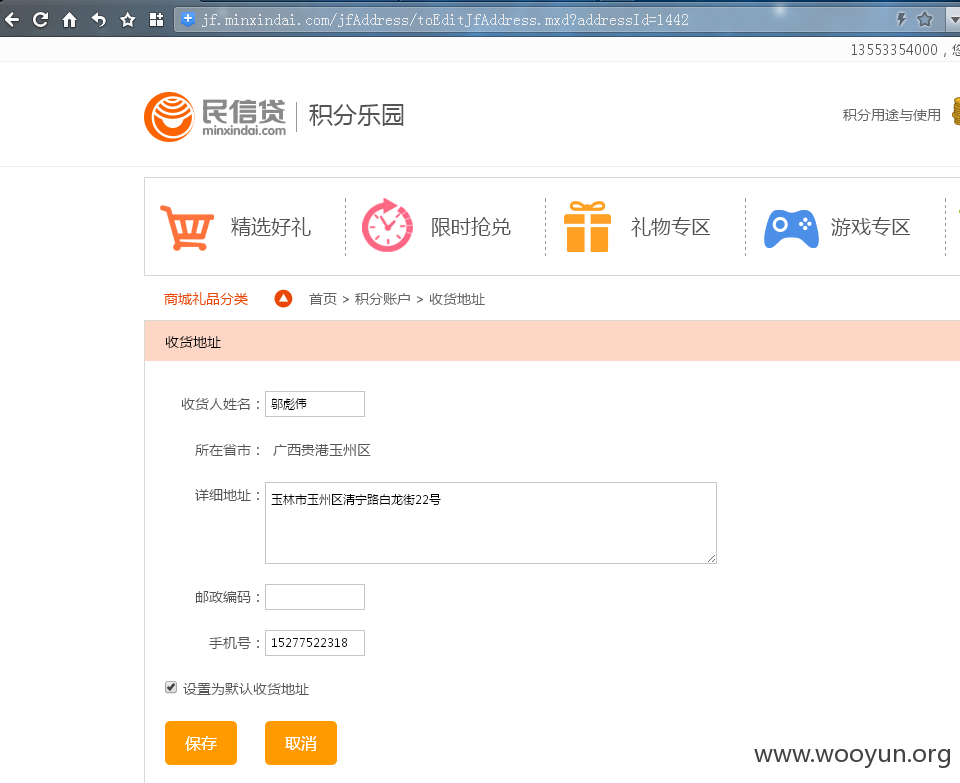 jf.minxindai.com/jfAddress/toEditJfAddress.mxd?addressId=1442
13553354000，您
民信贷
minxindai.com
积分乐园
积分用途与使用
精选好礼
限时抢兑
礼物专区
游戏专区
商城礼品分类
首页 > 积分账户 > 收货地址
收货地址
收货人姓名：邬彪伟
所在省市： 广西贵港玉州区
详细地址：玉林市玉州区清宁路白龙街22号
邮政编码：
手机号：15277522318
设置为默认收货地址
保存 取消
www.wooyun.org